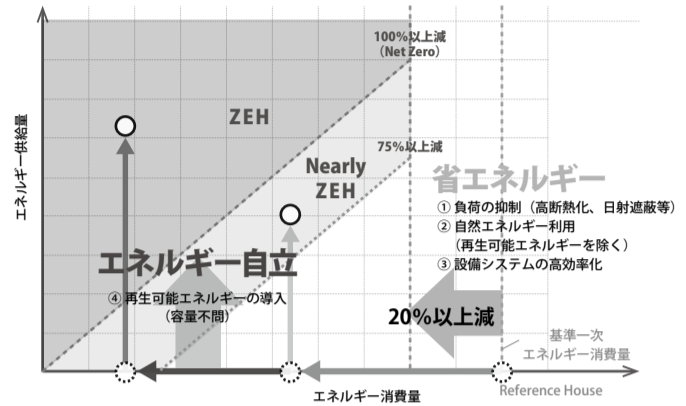 100%以上減
（Net Zero）
ZEH
75%以上減
エネルギー供給量
Nearly
ZEH
省エネルギー
① 負荷の抑制（高断熱化、日射遮蔽等）
② 自然エネルギー利用
（再生可能エネルギーを除く）
③ 設備システムの高効率化
エネルギー自立
④ 再生可能エネルギーの導入
（容量不問）
20%以上減
基準一次
エネルギー消費量
エネルギー消費量
Reference House